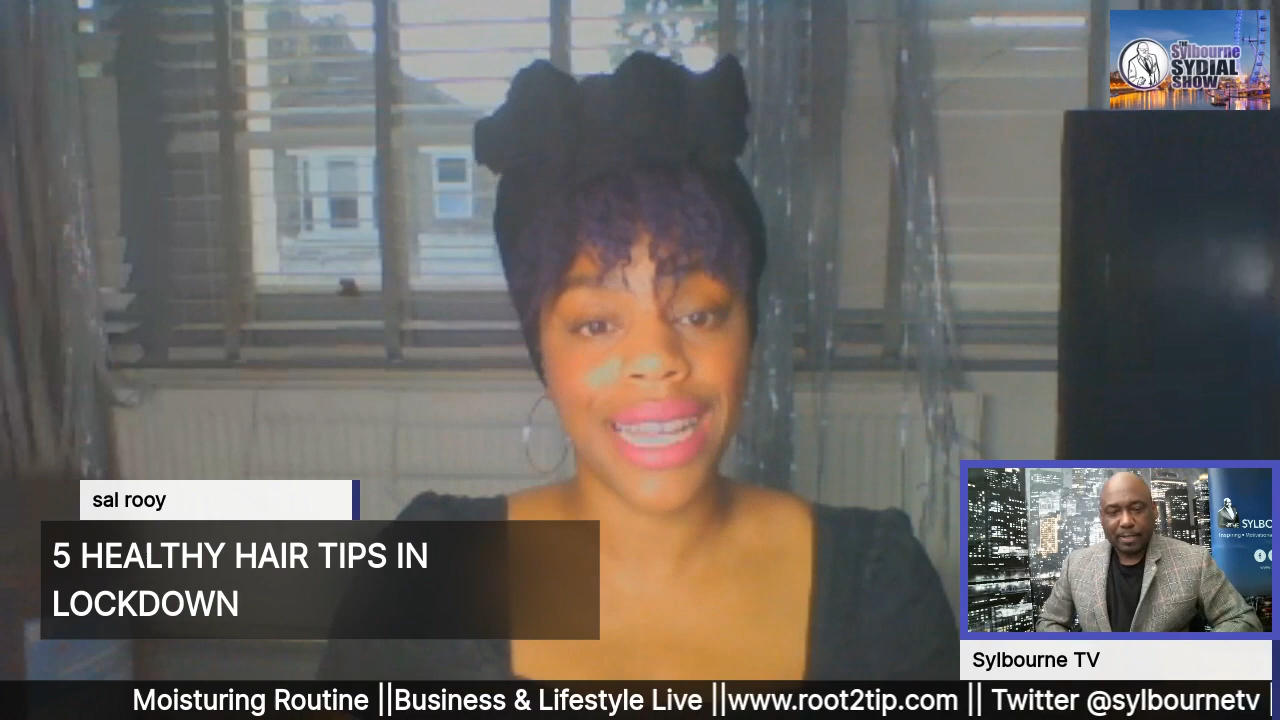 THE
Sylbourne
SYDIAL
SHOW
sal rooy
5 HEALTHY HAIR TIPS IN
LOCKDOWN
SYLBO
Sylbourne TV
Moisturing Routine ||Business & Lifestyle Live ||www.root2tip.com || Twitter @sylbournetv |